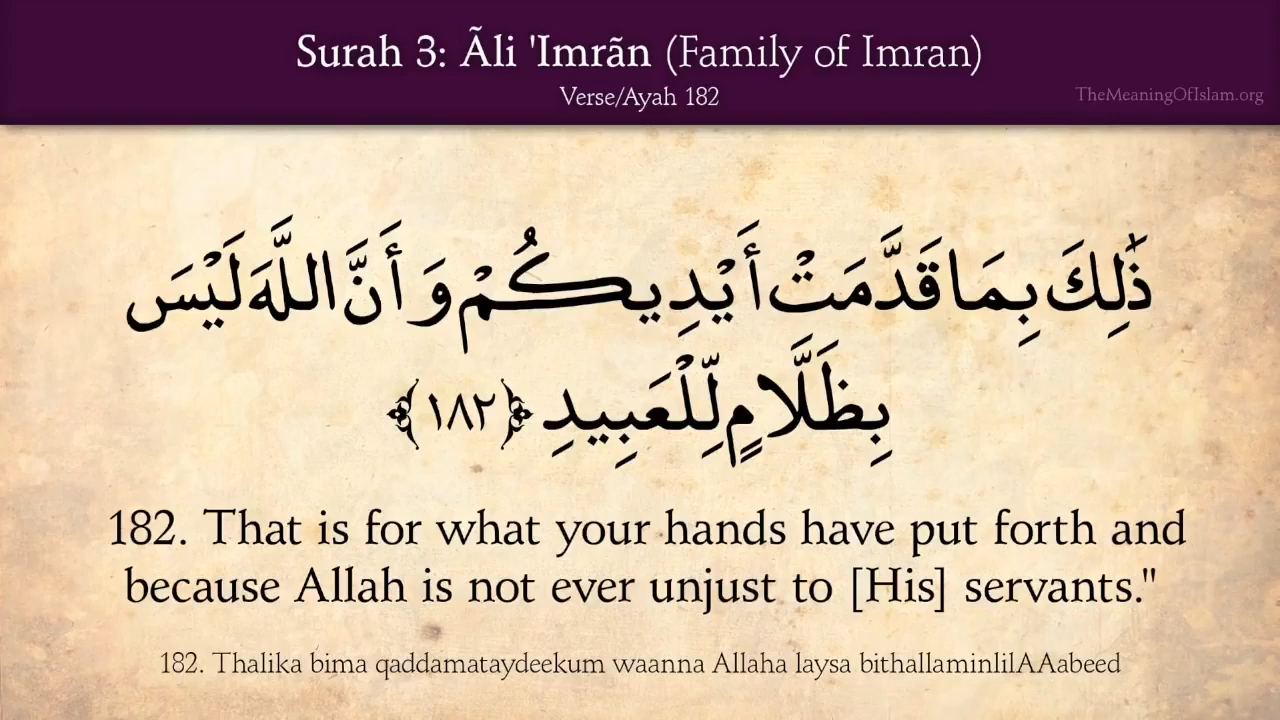 Surah 3: Ãli 'Imrãn (Family of Imran)
Verse/Ayah 182
TheMeaningOfIslam.org
ذَٰلِكَ بِمَا قَدَّمَتْ أَيْدِيكُمْ وَأَنَّ اللَّهَ لَيْسَ
بِظَلَّامٍ لِّلْعَبِيدِ ﴿١٨٢﴾
182. That is for what your hands have put forth and
because Allah is not ever unjust to [His] servants."
182. Thalika bima qaddamataydeekum waanna Allaha laysa bithallaminlilAAabeed